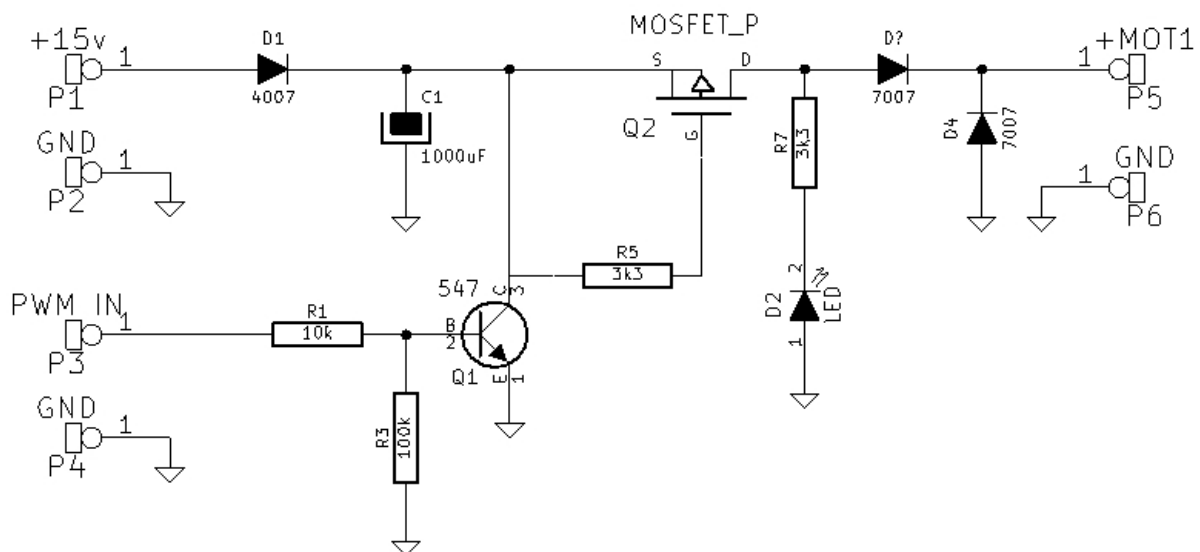 MOSFET_P
+15v
1
P1
D1
4007
C1
1000uF
S
D
G
Q2
D?
7007
R7
3k3
D4
7007
+MOT1
1
P5
GND
1
P2
GND
1
P6
R5
3k3
PWM IN
1
P3
R1
10k
547
C
3
B
2
E
1
Q1
2
D2
LED
1
GND
1
P4
R3
100k